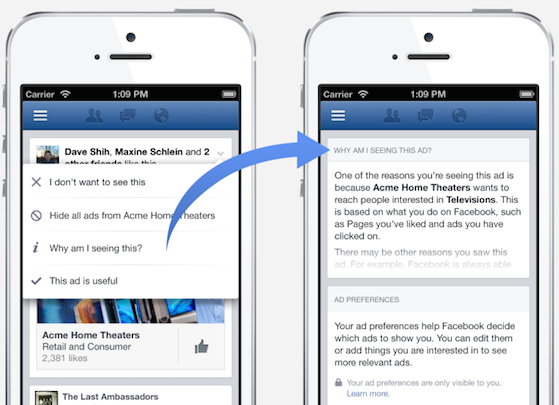 Carrier 1:09 PM
Dave Shih, Maxine Shlein and 2
other friends like this
I don't want to see this
Hide all ads from Acme Home Theaters
Why am I seeing this?
This ad is useful
Acme Home Theaters
Retail and Consumer
2,381 likes
The Last Ambassadors
Carrier 1:09 PM
WHY AM I SEEING THIS AD?
One of the reasons you're seeing this ad is
because Acme Home Theaters wants to
reach people interested in Televisions. This
is based on what you do on Facebook, such
as Pages you've liked and ads you have
clicked on.
There may be other reasons you saw this
ad. For example, Facebook is always able
AD PREFERENCES
Your ad preferences help Facebook decide
which ads to show you. You can edit them
or add things you are interested in to see
more relevant ads.
Your ad preferences are only visible to you.
Learn more.